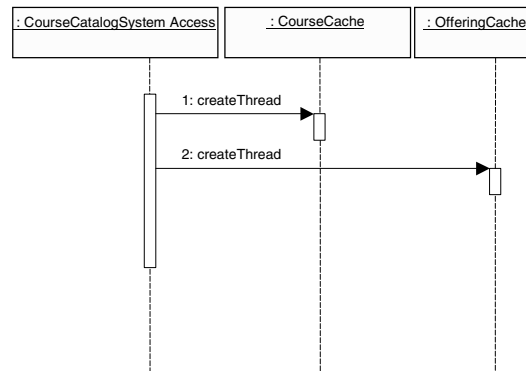 : CourseCatalogSystem Access
: CourseCache
: OfferingCache
1: createThread
2: createThread